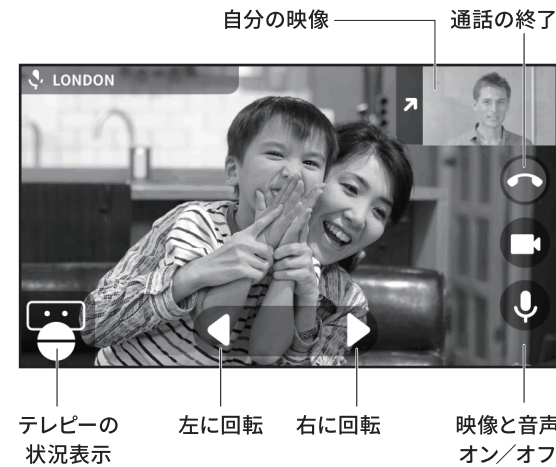 自分の映像
通話の終了
LONDON
テレピーの
状況表示
左に回転
右に回転
映像と音声
オン／オフ